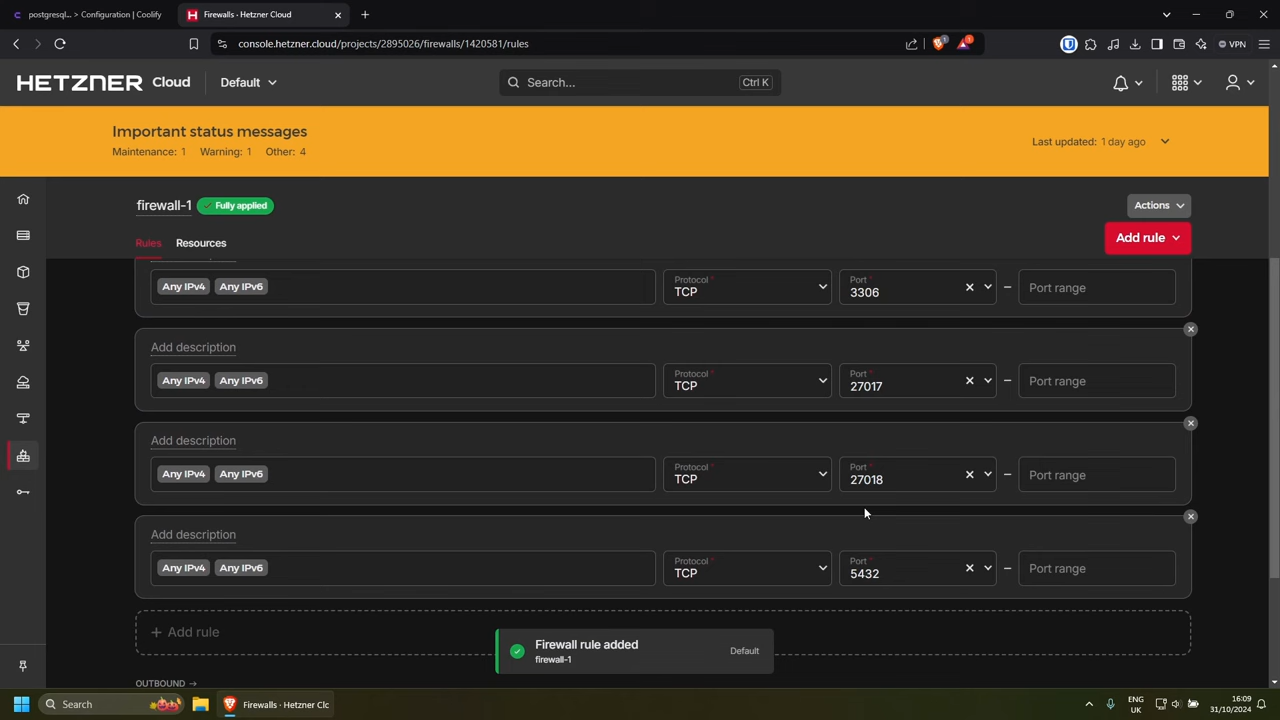 postgresql... > Configuration | Coolify
Firewalls · Hetzner Cloud
console.hetzner.cloud/projects/2895026/firewalls/1420581/rules
VPN
HETZNER Cloud
Default
Search...
Ctrl K
Important status messages
Maintenance: 1 Warning: 1 Other: 4
Last updated: 1 day ago
firewall-1
Fully applied
Actions
Rules
Resources
Add rule
Any IPv4 Any IPv6
Protocol *
TCP
Port *
3306
Port range
Add description
Any IPv4 Any IPv6
Protocol *
TCP
Port *
27017
Port range
Add description
Any IPv4 Any IPv6
Protocol *
TCP
Port *
27018
Port range
Add description
Any IPv4 Any IPv6
Protocol *
TCP
Port *
5432
Port range
+ Add rule
Firewall rule added
firewall-1
Default
OUTBOUND →
Search
Firewalls · Hetzner Clc
ENG
UK
16:09
31/10/2024